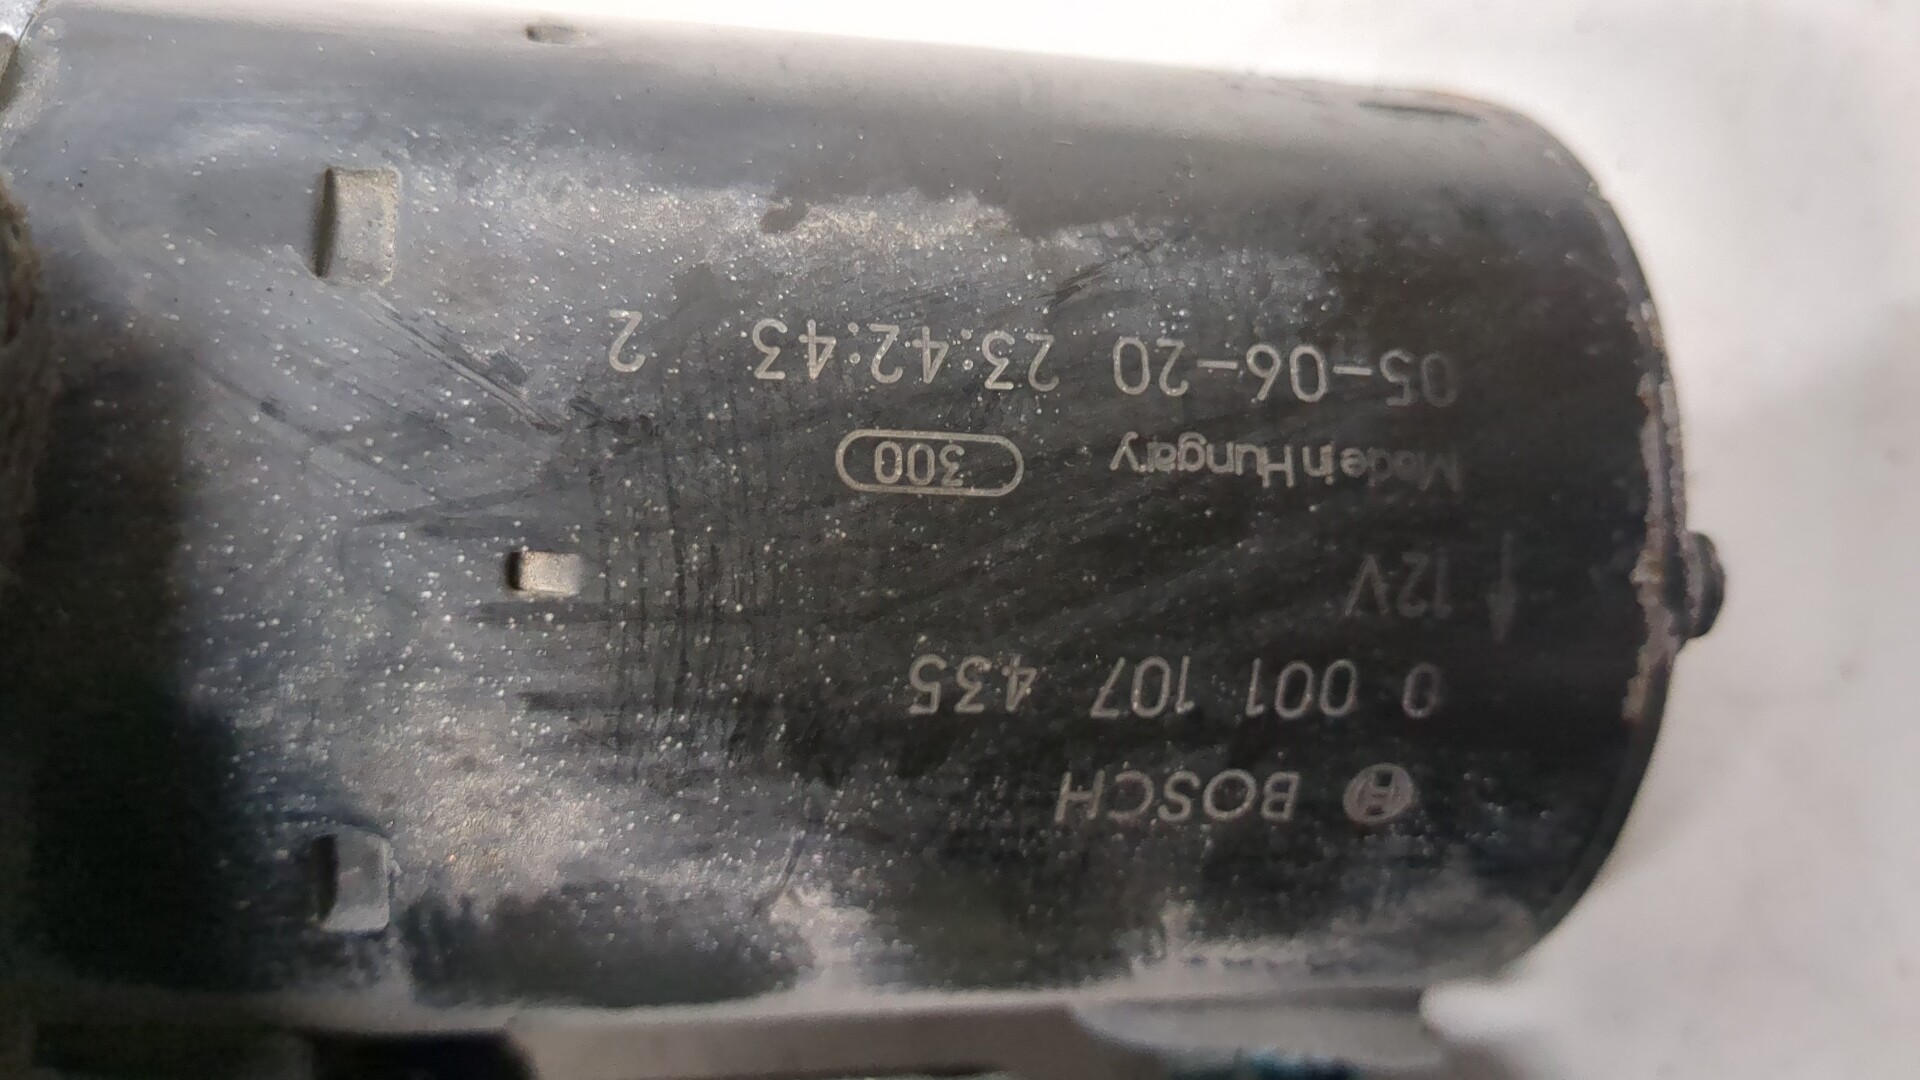 BOSCH
0 001 107 435
12V
Made in Hungary 300
05-06-20 23:42:43 2